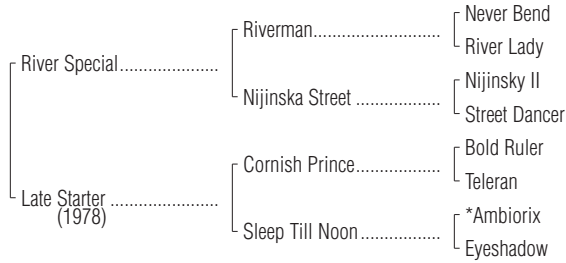 Never Bend
Riverman....................
River Lady
River Special.....................
Nijinsky II
Nijinska Street ..................
Street Dancer
Bold Ruler
Cornish Prince..................
Teleran
Late Starter .......................
(1978)
*Ambiorix
Sleep Till Noon.................
Eyeshadow